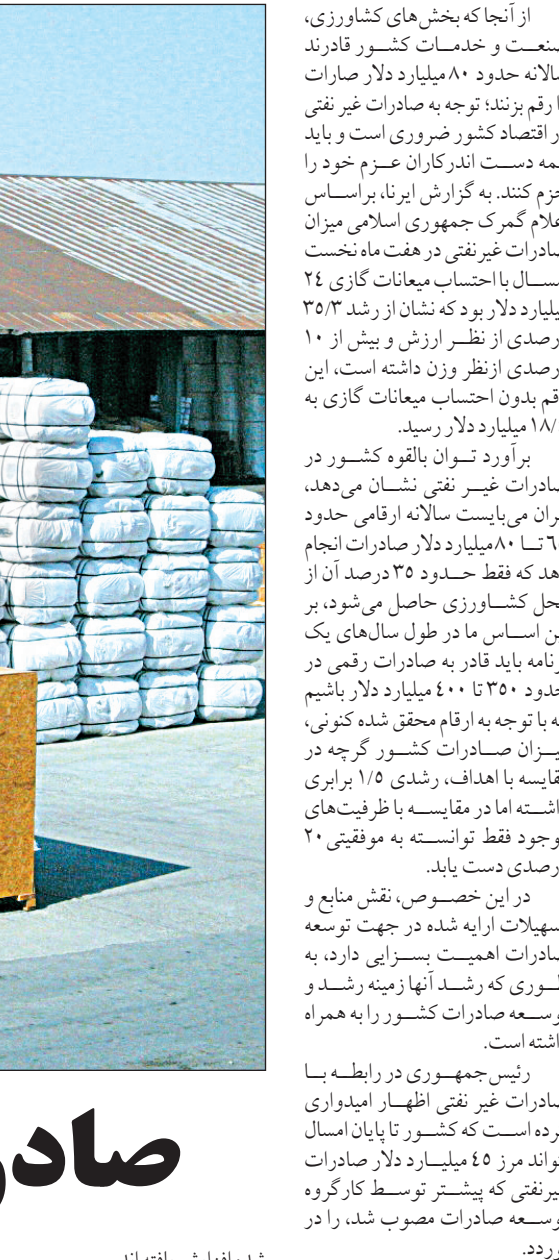 از آنجا که بخش‌های کشاورزی،
صنعت و خدمات کشور قادرند
سالانه حدود ۸۰ میلیارد دلار صارات
را رقم بزنند؛ توجه به صادرات غیر نفتی
در اقتصاد کشور ضروری است و باید
همه دست اندرکاران عزم خود را
جزم کنند. به گزارش ایرنا، براساس
اعلام گمرک جمهوری اسلامی میزان
صادرات غیرنفتی در هفت ماه نخست
امسال با احتساب میعانات گازی ۲۴
میلیارد دلار بود که نشان از رشد ۳۵/۳
درصدی از نظر ارزش و بیش از ۱۰
درصدی ازنظر وزن داشته است، این
رقم بدون احتساب میعانات گازی به
میلیارد دلار رسید.
برآورد توان بالقوه کشور در
صادرات غیر نفتی نشان می‌دهد،
ایران می‌بایست سالانه ارقامی حدود
تا ۸۰ میلیارد دلار صادرات انجام
دهد که فقط حدود ۳۵ درصد آن از
محل کشاورزی حاصل می‌شود، بر
این اساس ما در طول سال‌های یک
برنامه باید قادر به صادرات رقمی در
حدود ۳۵۰ تا ۴۰۰ میلیارد دلار باشیم
که با توجه به ارقام محقق شده کنونی،
میزان صادرات کشور گرچه در
مقایسه با اهداف، رشدی ۱/۵ برابری
داشته اما در مقایسه با ظرفیت‌های
موجود فقط توانسته به موفقیتی ۲۰
درصدی دست یابد.
در این خصوص، نقش منابع و
تسهیلات ارایه شده در جهت توسعه
صادرات اهمیت بسزایی دارد، به
طوری که رشد آنها زمینه رشد و
توسعه صادرات کشور را به همراه
داشته است.
رئیس‌جمهوری در رابطه با
صادرات غیر نفتی اظهار امیدواری
کرده است که کشور تا پایان امسال
بتواند مرز ۴۵ میلیارد دلار صادرات
غیرنفتی که پیشتر توسط کارگروه
توسعه صادرات مصوب شد، را در
صادر